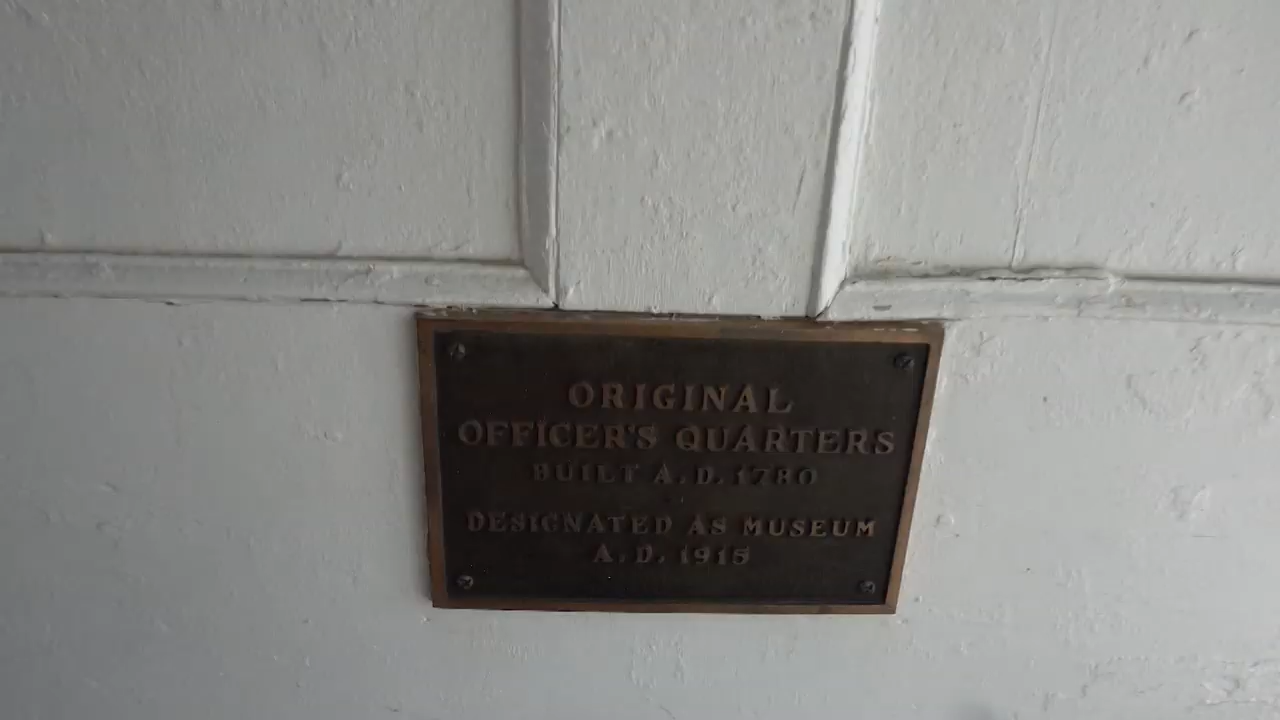 ORIGINAL
OFFICER'S QUARTERS
BUILT A.D. 1780
DESIGNATED AS MUSEUM
A.D. 1915